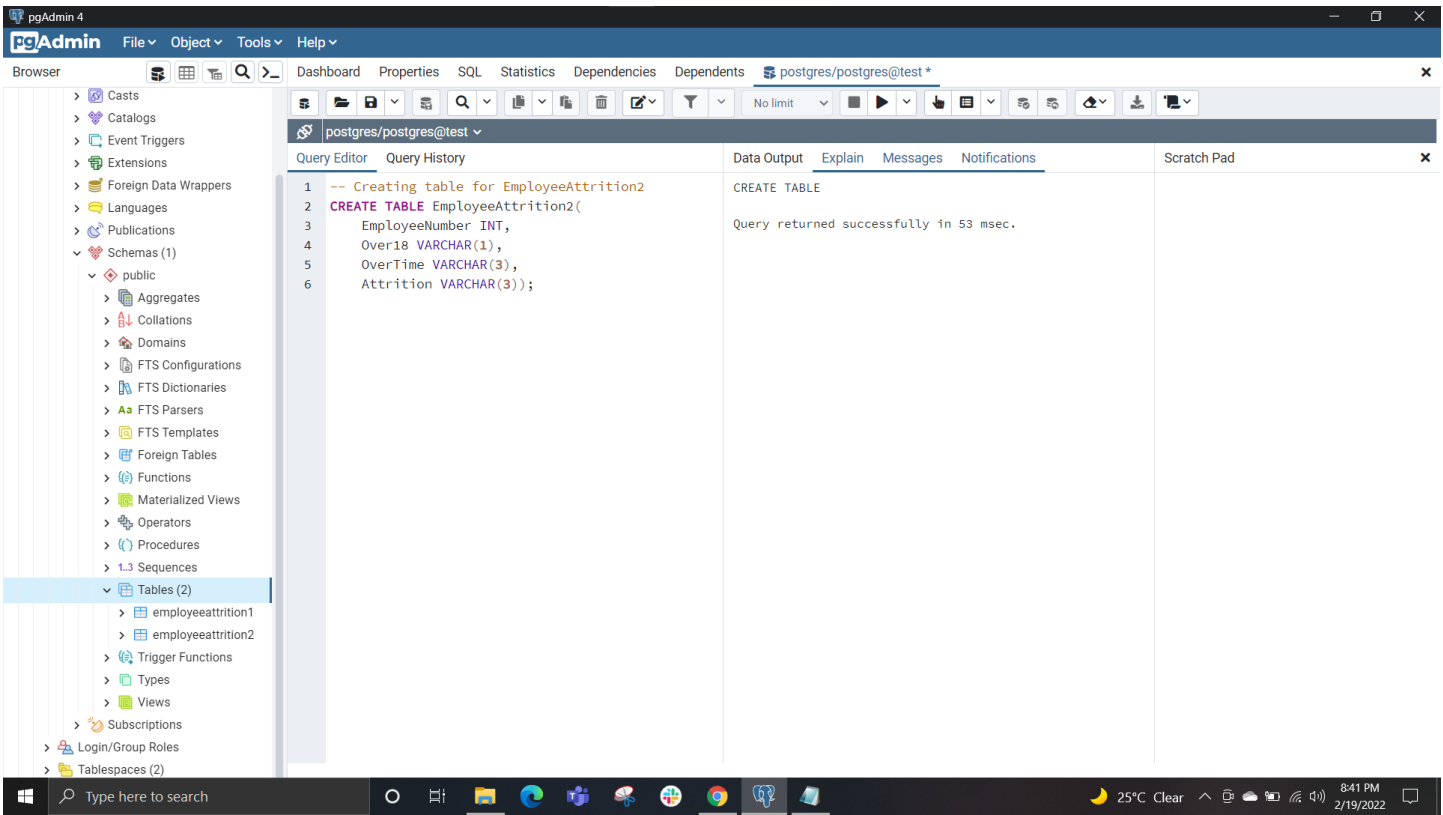 pgAdmin 4
pgAdmin File Object Tools Help
Browser
Dashboard Properties SQL Statistics Dependencies Dependents postgres/postgres@test *
Casts
Catalogs
Event Triggers
Extensions
Foreign Data Wrappers
Languages
Publications
Schemas (1)
public
Aggregates
Collations
Domains
FTS Configurations
FTS Dictionaries
Aa FTS Parsers
FTS Templates
Foreign Tables
Functions
Materialized Views
Operators
Procedures
1..3 Sequences
Tables (2)
employeeattrition1
employeeattrition2
Trigger Functions
Types
Views
Subscriptions
Login/Group Roles
Tablespaces (2)
No limit
postgres/postgres@test
Query Editor Query History
1 -- Creating table for EmployeeAttrition2
2 CREATE TABLE EmployeeAttrition2(
3 EmployeeNumber INT,
4 Over18 VARCHAR(1),
5 OverTime VARCHAR(3),
6 Attrition VARCHAR(3));
Data Output Explain Messages Notifications
CREATE TABLE
Query returned successfully in 53 msec.
Scratch Pad
Type here to search
25°C Clear
8:41 PM
2/19/2022